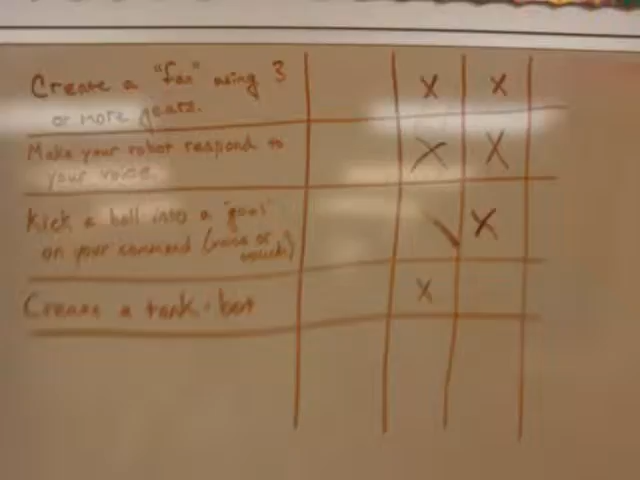 Create a "fan" using 3 X X
or more gears.
Make your robot respond to X X
your voice.
Kick a ball into a "goal" X
on your command (voice or
touch)
Create a tank-bot X